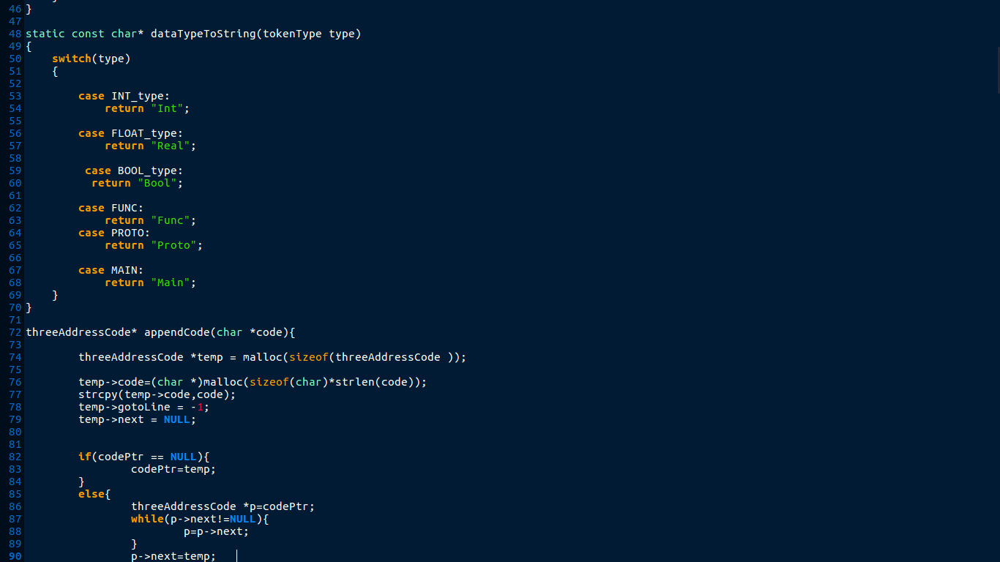 46 }
47
48 static const char* dataTypeToString(tokenType type)
49 {
50     switch(type)
51     {
52
53         case INT_type:
54             return "Int";
55
56         case FLOAT_type:
57             return "Real";
58
59          case BOOL_type:
60           return "Bool";
61
62         case FUNC:
63             return "Func";
64         case PROTO:
65             return "Proto";
66
67         case MAIN:
68             return "Main";
69     }
70 }
71
72 threeAddressCode* appendCode(char *code){
73
74         threeAddressCode *temp = malloc(sizeof(threeAddressCode ));
75
76         temp->code=(char *)malloc(sizeof(char)*strlen(code));
77         strcpy(temp->code,code);
78         temp->gotoLine = -1;
79         temp->next = NULL;
80
81
82         if(codePtr == NULL){
83                 codePtr=temp;
84         }
85         else{
86                 threeAddressCode *p=codePtr;
87                 while(p->next!=NULL){
88                         p=p->next;
89                 }
90                 p->next=temp;